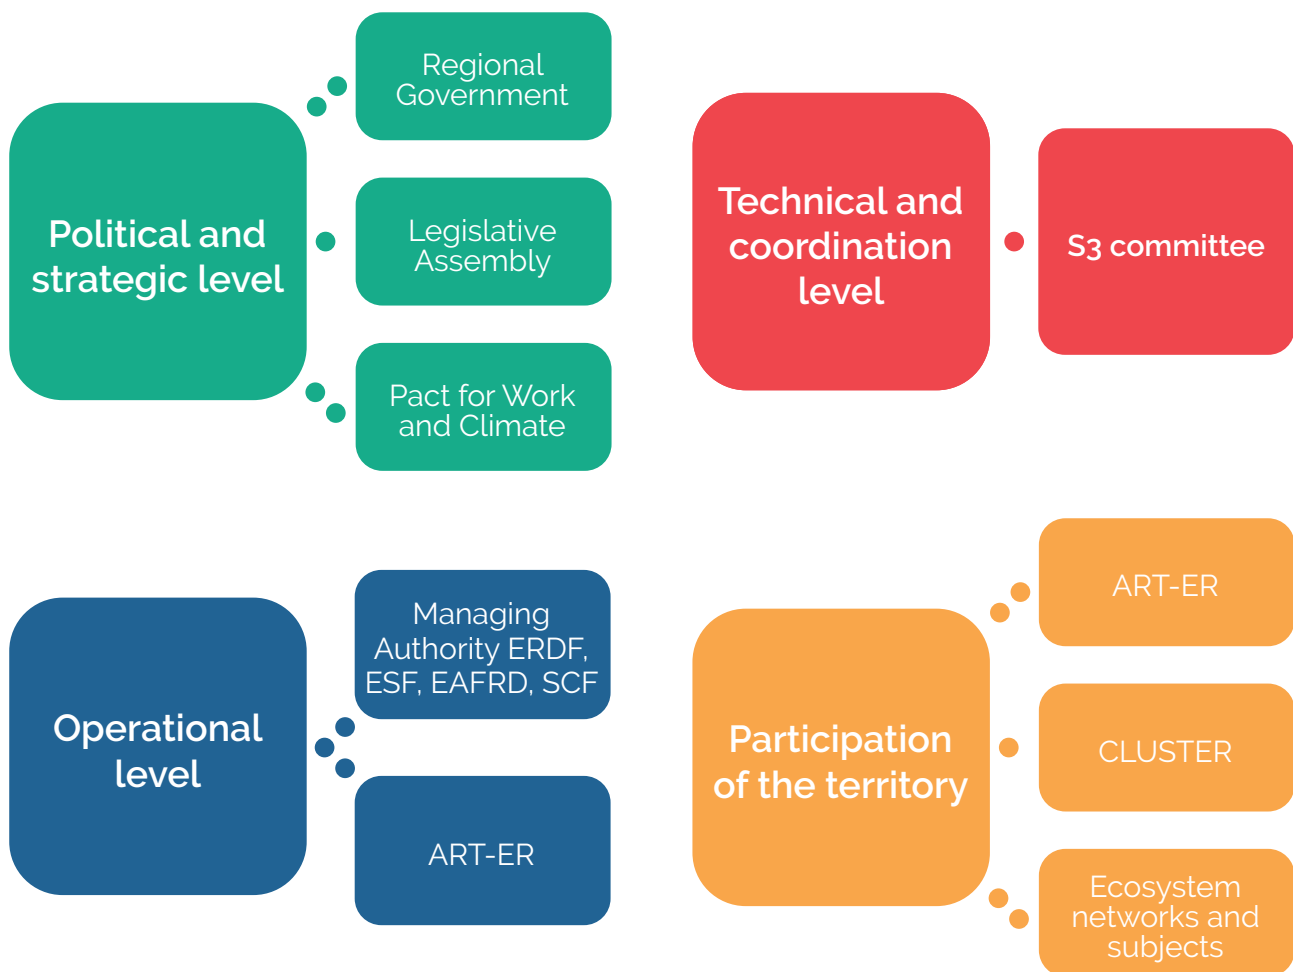 Political and
strategic level
Regional
Government
Legislative
Assembly
Pact for Work
and Climate
Technical and
coordination
level
S3 committee
Operational
level
Managing
Authority ERDF,
ESF, EAFRD, SCF
ART-ER
Participation
of the territory
ART-ER
CLUSTER
Ecosystem
networks and
subjects